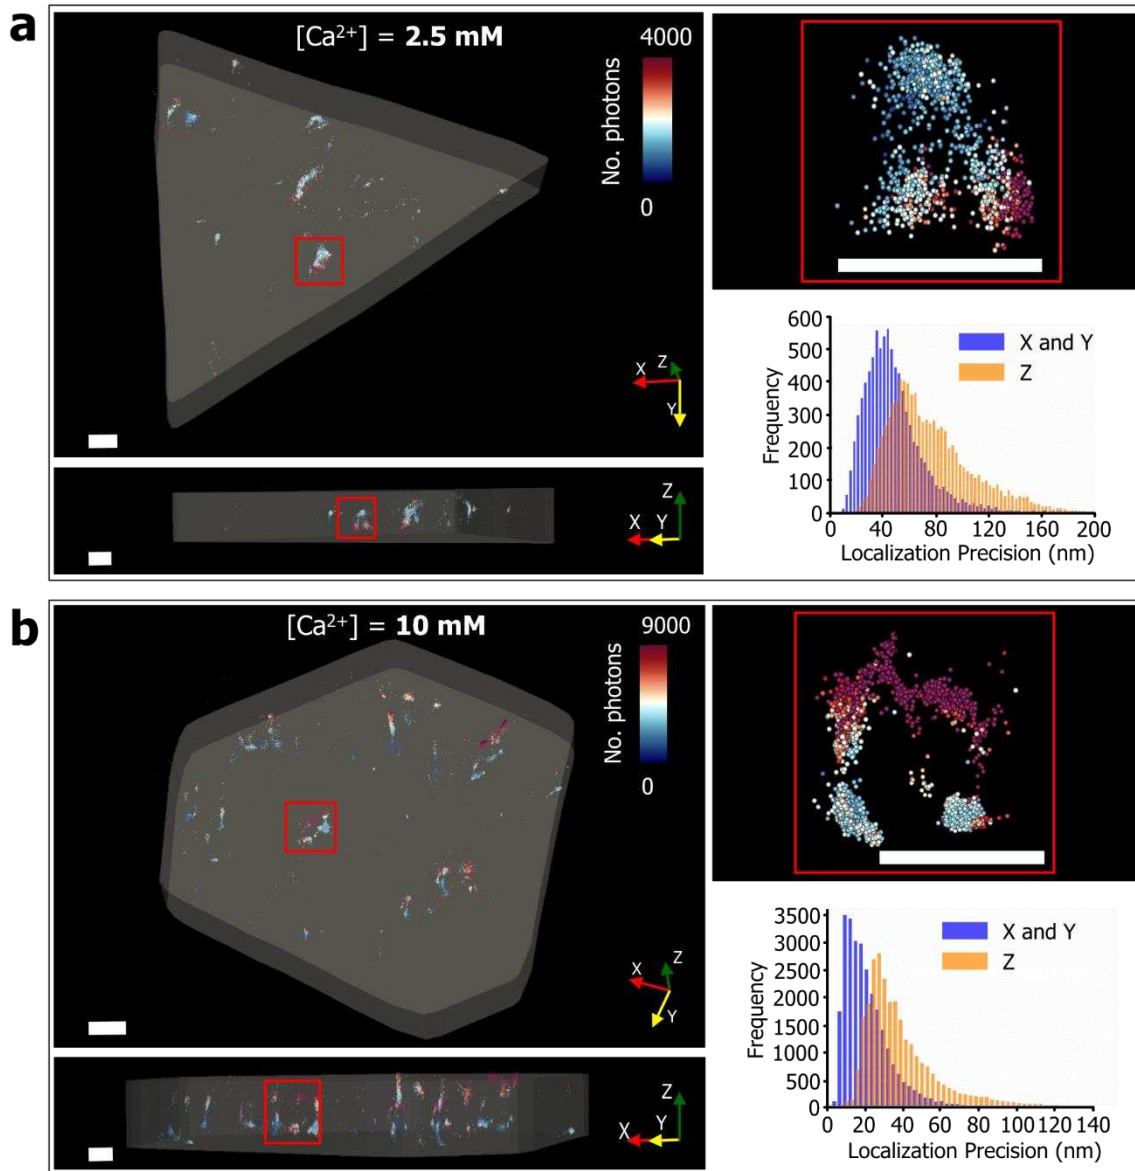 a
[Ca²⁺] = 2.5 mM
4000
No. photons
0
X
Z
Y
Z
X
Y
600
500
400
300
200
100
0
Frequency
X and Y
Z
0
40
80
120
160
200
Localization Precision (nm)
b
[Ca²⁺] = 10 mM
9000
No. photons
0
Z
X
Y
Z
X
Y
3500
3000
2500
2000
1500
1000
500
0
Frequency
X and Y
Z
0
20
40
60
80
100
120
140
Localization Precision (nm)